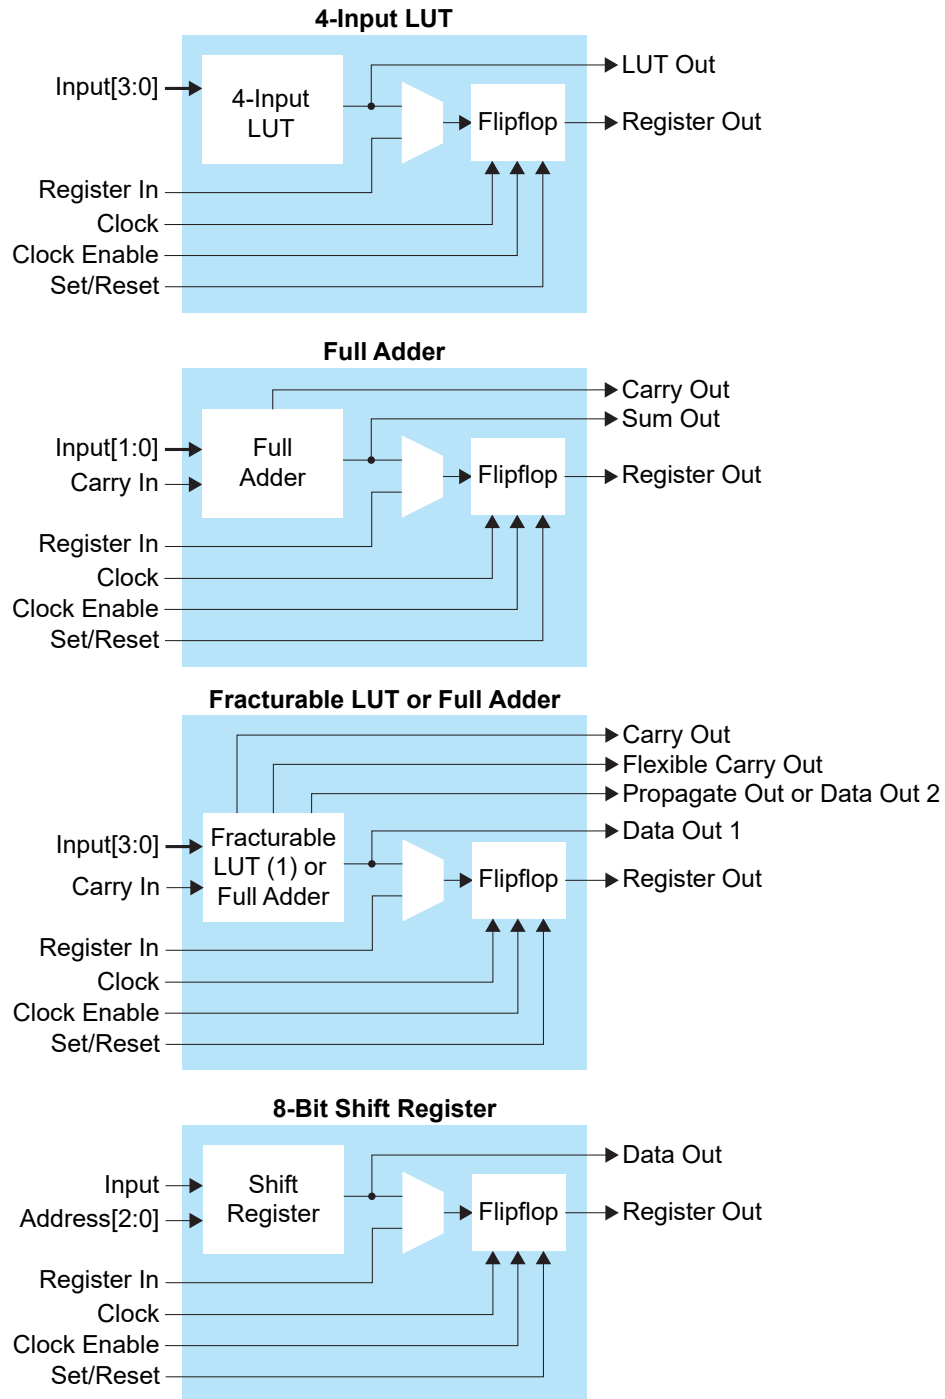 4-Input LUT
Input[3:0]
4-Input
LUT
LUT Out
Flipflop
Register Out
Register In
Clock
Clock Enable
Set/Reset
Full Adder
Carry Out
Sum Out
Input[1:0]
Carry In
Full
Adder
Flipflop
Register Out
Register In
Clock
Clock Enable
Set/Reset
Fracturable LUT or Full Adder
Carry Out
Flexible Carry Out
Propagate Out or Data Out 2
Data Out 1
Input[3:0]
Carry In
Fracturable
LUT (1) or
Full Adder
Flipflop
Register Out
Register In
Clock
Clock Enable
Set/Reset
8-Bit Shift Register
Data Out
Input
Address[2:0]
Shift
Register
Flipflop
Register Out
Register In
Clock
Clock Enable
Set/Reset